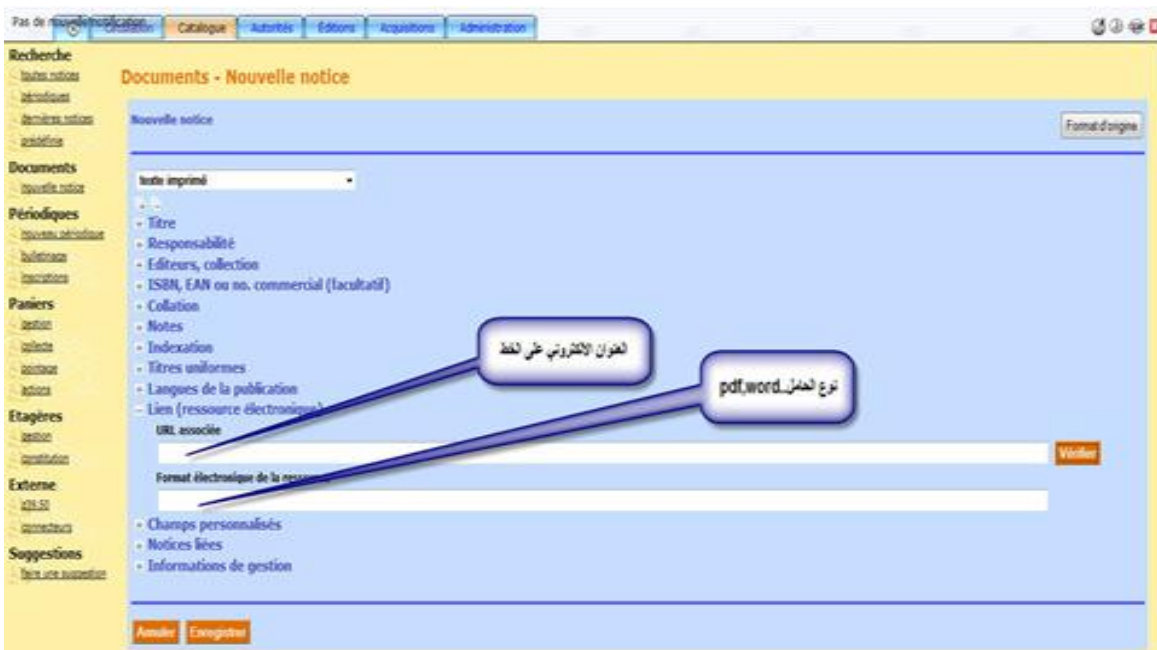 Pas de nouvelle notification
Circulation Catalogue Autorités Éditions Acquisitions Administration
Recherche
toutes notices
périodiques
dernières notices
prédéfinie
Documents
nouvelle notice
Périodiques
nouveau périodique
bulletinage
inscriptions
Paniers
gestion
collecte
pointage
actions
Etagères
gestion
constitution
Externe
z39.50
connecteurs
Suggestions
faire une suggestion
Documents - Nouvelle notice
Nouvelle notice
Format d'origine
texte imprimé
Titre
Responsabilité
Editeurs, collection
ISBN, EAN ou no. commercial (facultatif)
Collation
Notes
Indexation
Titres uniformes
Langues de la publication
Lien (ressource électronique)
URL associée
Vérifier
Format électronique de la
Champs personnalisés
Notices liées
Informations de gestion
Annuler Enregistrer
العنوان الالكتروني على الخط
نوع الحامل..pdf,word